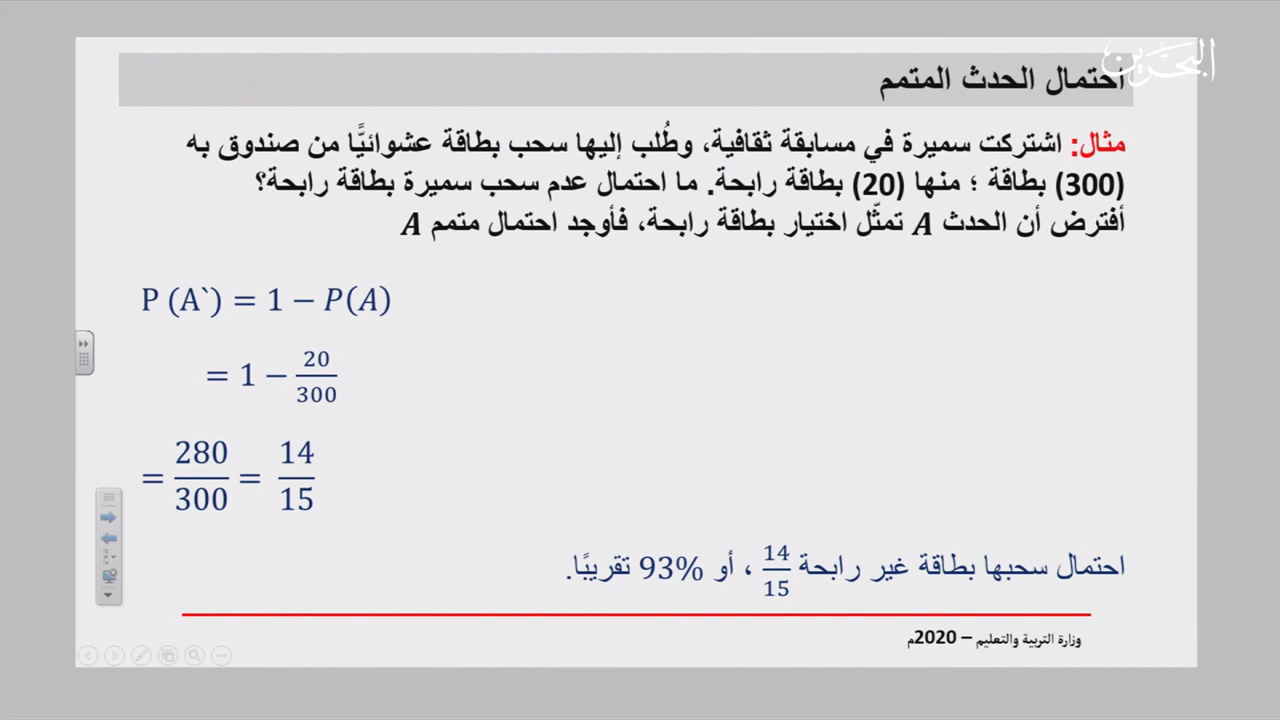 البحرين
احتمال الحدث المتمم
مثال: اشتركت سميرة في مسابقة ثقافية، وطُلب إليها سحب بطاقة عشوائيًّا من صندوق به
(300) بطاقة ؛ منها (20) بطاقة رابحة. ما احتمال عدم سحب سميرة بطاقة رابحة؟
أفترض أن الحدث A تمثّل اختيار بطاقة رابحة، فأوجد احتمال متمم A
P (A`) = 1 − P(A)
= 1 − 20/300
= 280/300 = 14/15
احتمال سحبها بطاقة غير رابحة 14/15 ، أو 93% تقريبًا.
وزارة التربية والتعليم – 2020م